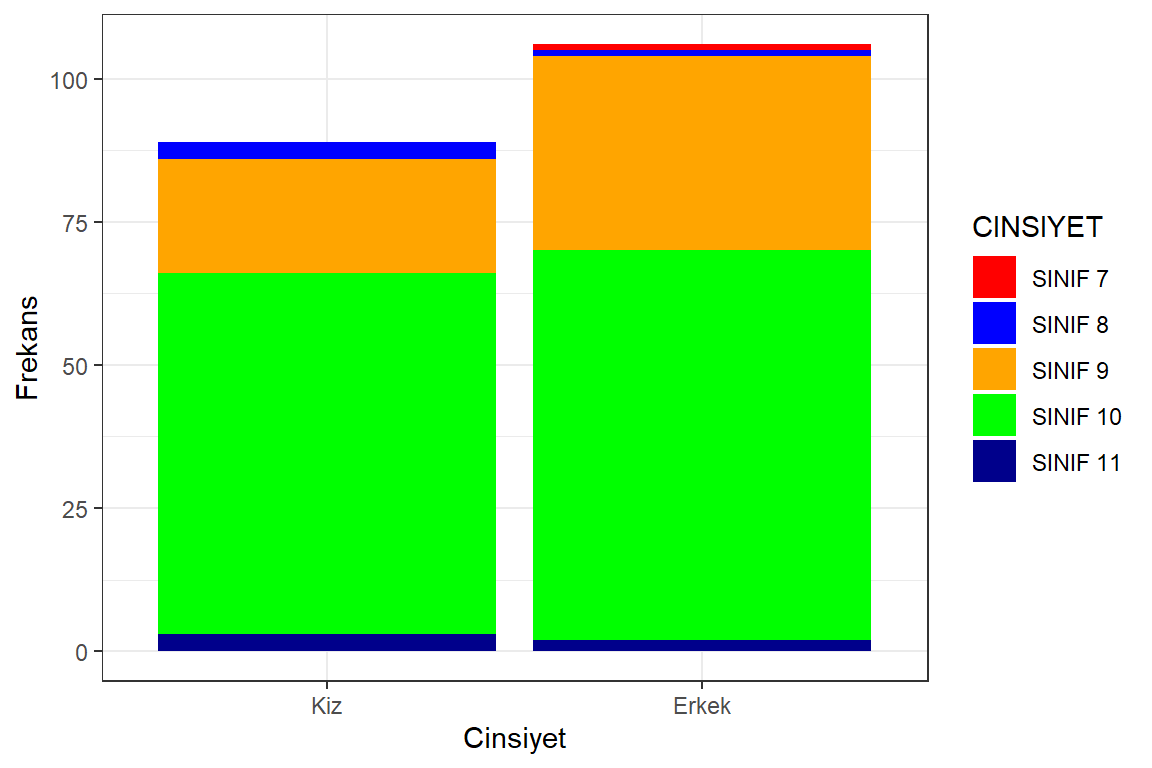 100
75
50
25
0
Frekans
Kiz
Erkek
Cinsiyet
CINSIYET
SINIF 7
SINIF 8
SINIF 9
SINIF 10
SINIF 11